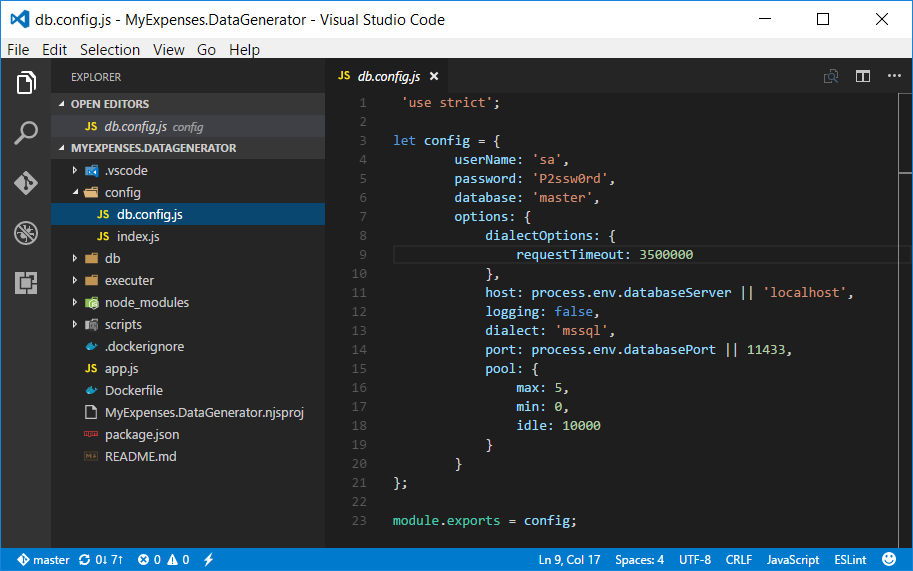 db.config.js - MyExpenses.DataGenerator - Visual Studio Code
File Edit Selection View Go Help
EXPLORER
OPEN EDITORS
JS db.config.js config
MYEXPENSES.DATAGENERATOR
.vscode
config
JS db.config.js
JS index.js
db
executer
node_modules
scripts
.dockerignore
JS app.js
Dockerfile
MyExpenses.DataGenerator.njsproj
package.json
README.md
JS db.config.js
1 'use strict';
2
3 let config = {
4 userName: 'sa',
5 password: 'P2ssw0rd',
6 database: 'master',
7 options: {
8 dialectOptions: {
9 requestTimeout: 3500000
10 },
11 host: process.env.databaseServer || 'localhost',
12 logging: false,
13 dialect: 'mssql',
14 port: process.env.databasePort || 11433,
15 pool: {
16 max: 5,
17 min: 0,
18 idle: 10000
19 }
20 }
21 };
22
23 module.exports = config;
master 0↓ 7↑ 0 0 Ln 9, Col 17 Spaces: 4 UTF-8 CRLF JavaScript ESLint